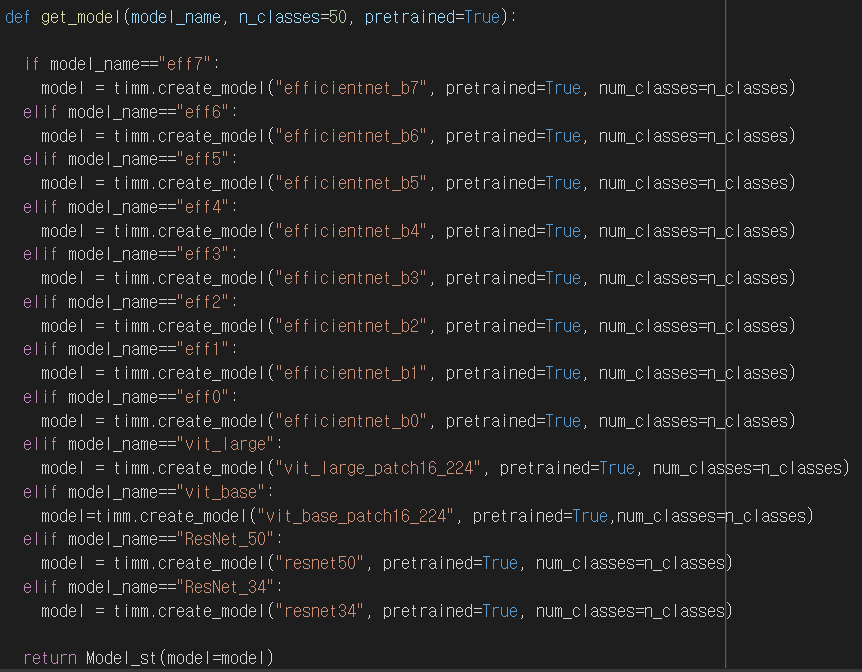 def get_model(model_name, n_classes=50, pretrained=True):
if model_name=="eff7":
model = timm.create_model("efficientnet_b7", pretrained=True, num_classes=n_classes)
elif model_name=="eff6":
model = timm.create_model("efficientnet_b6", pretrained=True, num_classes=n_classes)
elif model_name=="eff5":
model = timm.create_model("efficientnet_b5", pretrained=True, num_classes=n_classes)
elif model_name=="eff4":
model = timm.create_model("efficientnet_b4", pretrained=True, num_classes=n_classes)
elif model_name=="eff3":
model = timm.create_model("efficientnet_b3", pretrained=True, num_classes=n_classes)
elif model_name=="eff2":
model = timm.create_model("efficientnet_b2", pretrained=True, num_classes=n_classes)
elif model_name=="eff1":
model = timm.create_model("efficientnet_b1", pretrained=True, num_classes=n_classes)
elif model_name=="eff0":
model = timm.create_model("efficientnet_b0", pretrained=True, num_classes=n_classes)
elif model_name=="vit_large":
model = timm.create_model("vit_large_patch16_224", pretrained=True, num_classes=n_classes)
elif model_name=="vit_base":
model=timm.create_model("vit_base_patch16_224", pretrained=True,num_classes=n_classes)
elif model_name=="ResNet_50":
model = timm.create_model("resnet50", pretrained=True, num_classes=n_classes)
elif model_name=="ResNet_34":
model = timm.create_model("resnet34", pretrained=True, num_classes=n_classes)
return Model_st(model=model)